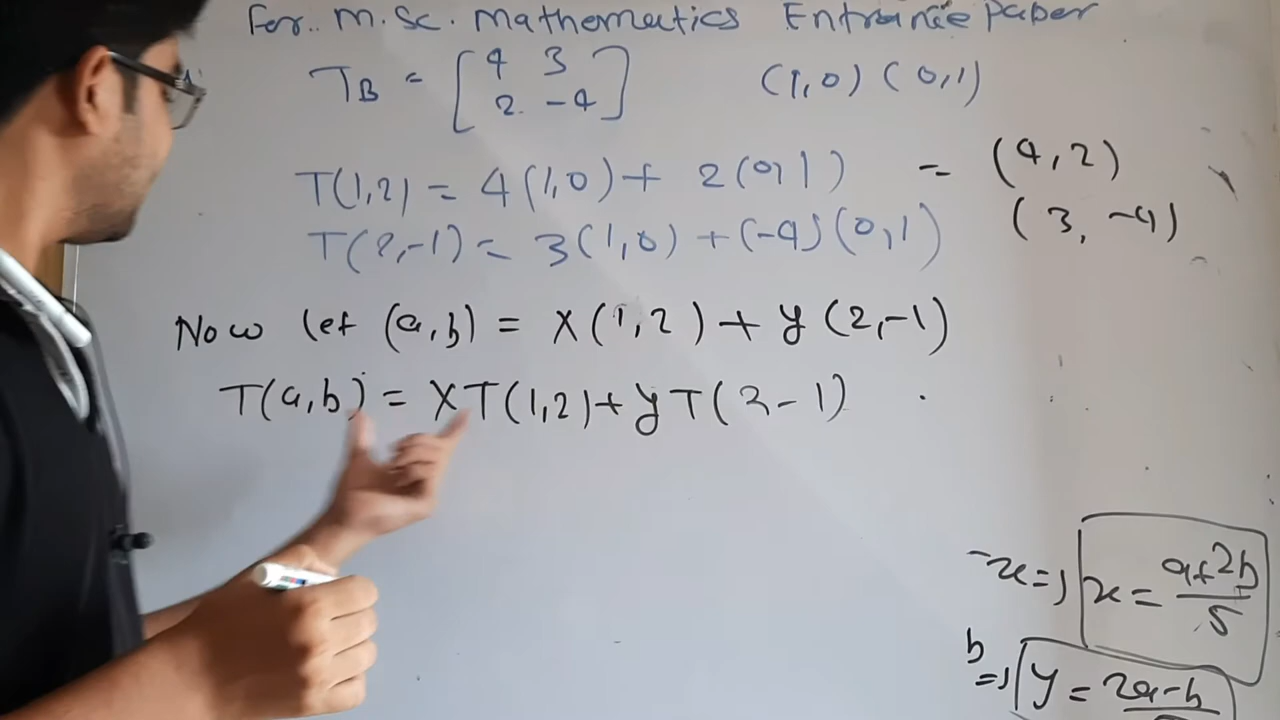 For.. M.Sc. Mathematics Entrance Paper
T_B = [4 3
2. -4] (1,0) (0,1)
T(1,2) = 4(1,0) + 2(0,1) = (4,2)
T(2,-1) = 3(1,0) + (-4)(0,1) (3,-4)
Now let (a,b) = x(1,2) + y(2,-1)
T(a,b) = xT(1,2) + yT(2-1)
-x=) x = a+2b/5
b
=) y = 2a-b